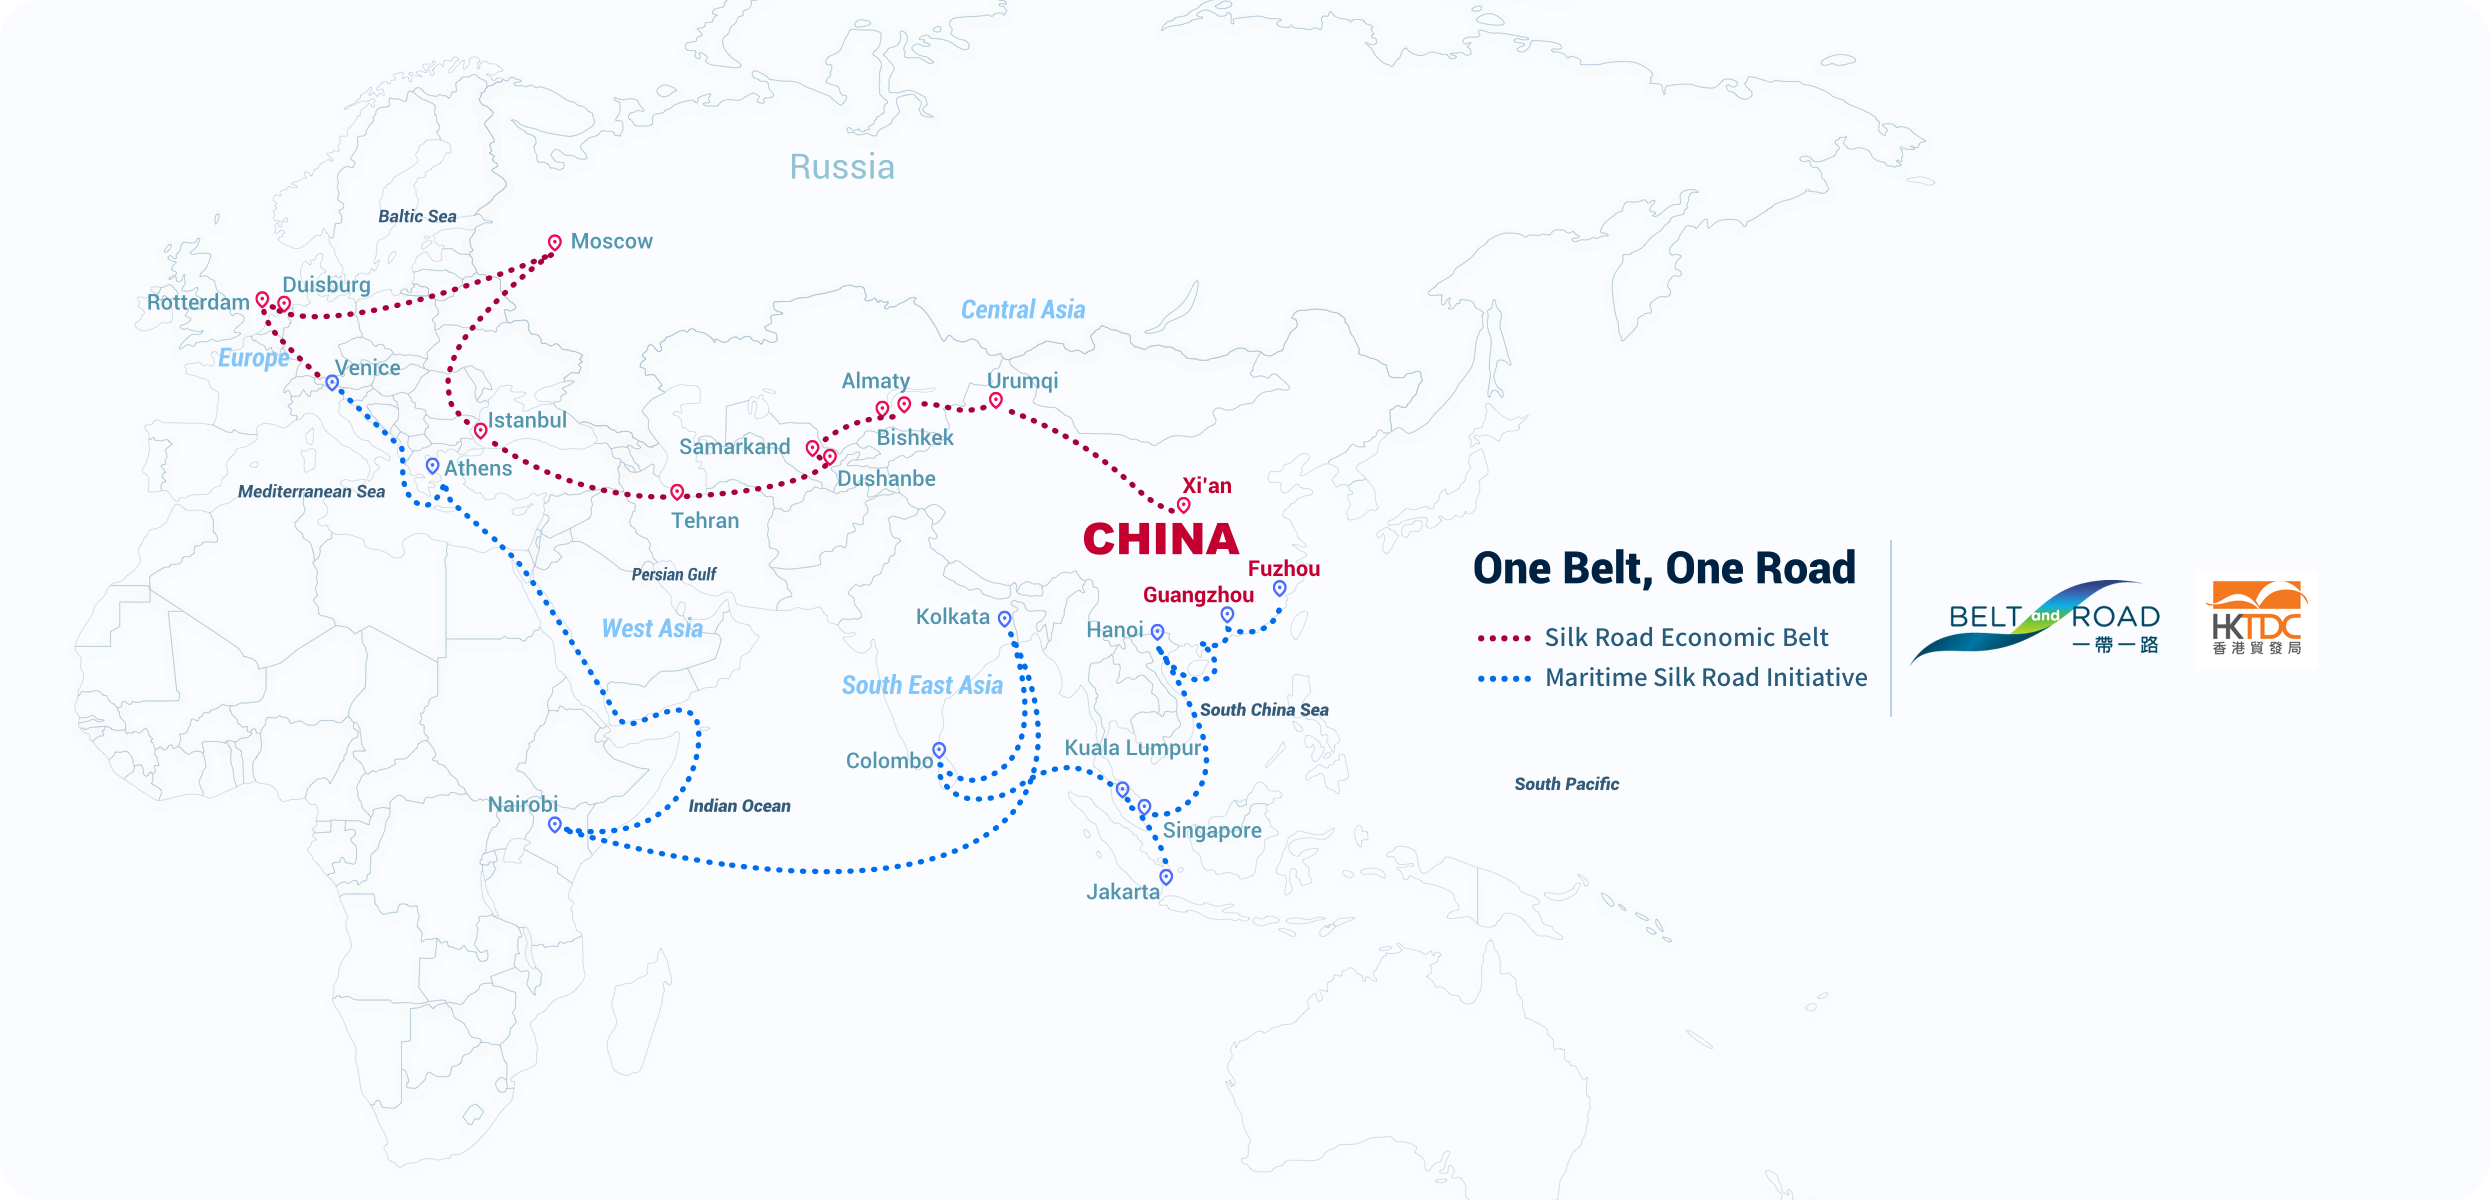 Russia
Baltic Sea
Moscow
Duisburg
Rotterdam
Central Asia
Europe
Venice
Almaty
Urumqi
Istanbul
Bishkek
Samarkand
Athens
Dushanbe
Xi'an
Mediterranean Sea
Tehran
CHINA
Persian Gulf
Fuzhou
Guangzhou
Kolkata
Hanoi
West Asia
South East Asia
South China Sea
Kuala Lumpur
Colombo
Nairobi
Indian Ocean
South Pacific
Singapore
Jakarta
One Belt, One Road
Silk Road Economic Belt
Maritime Silk Road Initiative
BELT and ROAD
一帶一路
HKTDC
香港貿發局